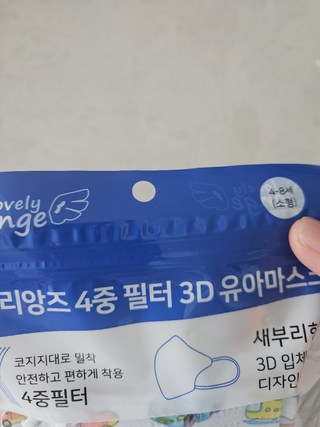 ovely
nge
4-8세
(소형)
리앙즈 4중 필터 3D 유아마스크
코지지대로 밀착
안전하고 편하게 착용
4중필터
새부리형
3D 입체
디자인